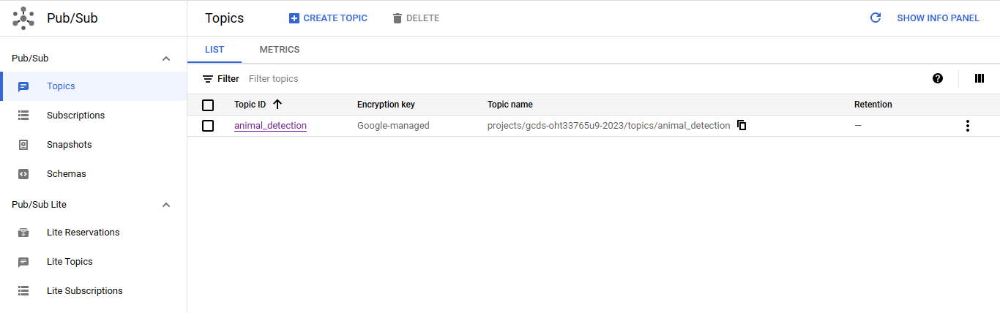 Pub/Sub
Topics CREATE TOPIC DELETE SHOW INFO PANEL
Pub/Sub
Topics
Subscriptions
Snapshots
Schemas
Pub/Sub Lite
Lite Reservations
Lite Topics
Lite Subscriptions
LIST METRICS
Filter Filter topics
Topic ID Encryption key Topic name Retention
animal_detection Google-managed projects/gcds-oht33765u9-2023/topics/animal_detection —